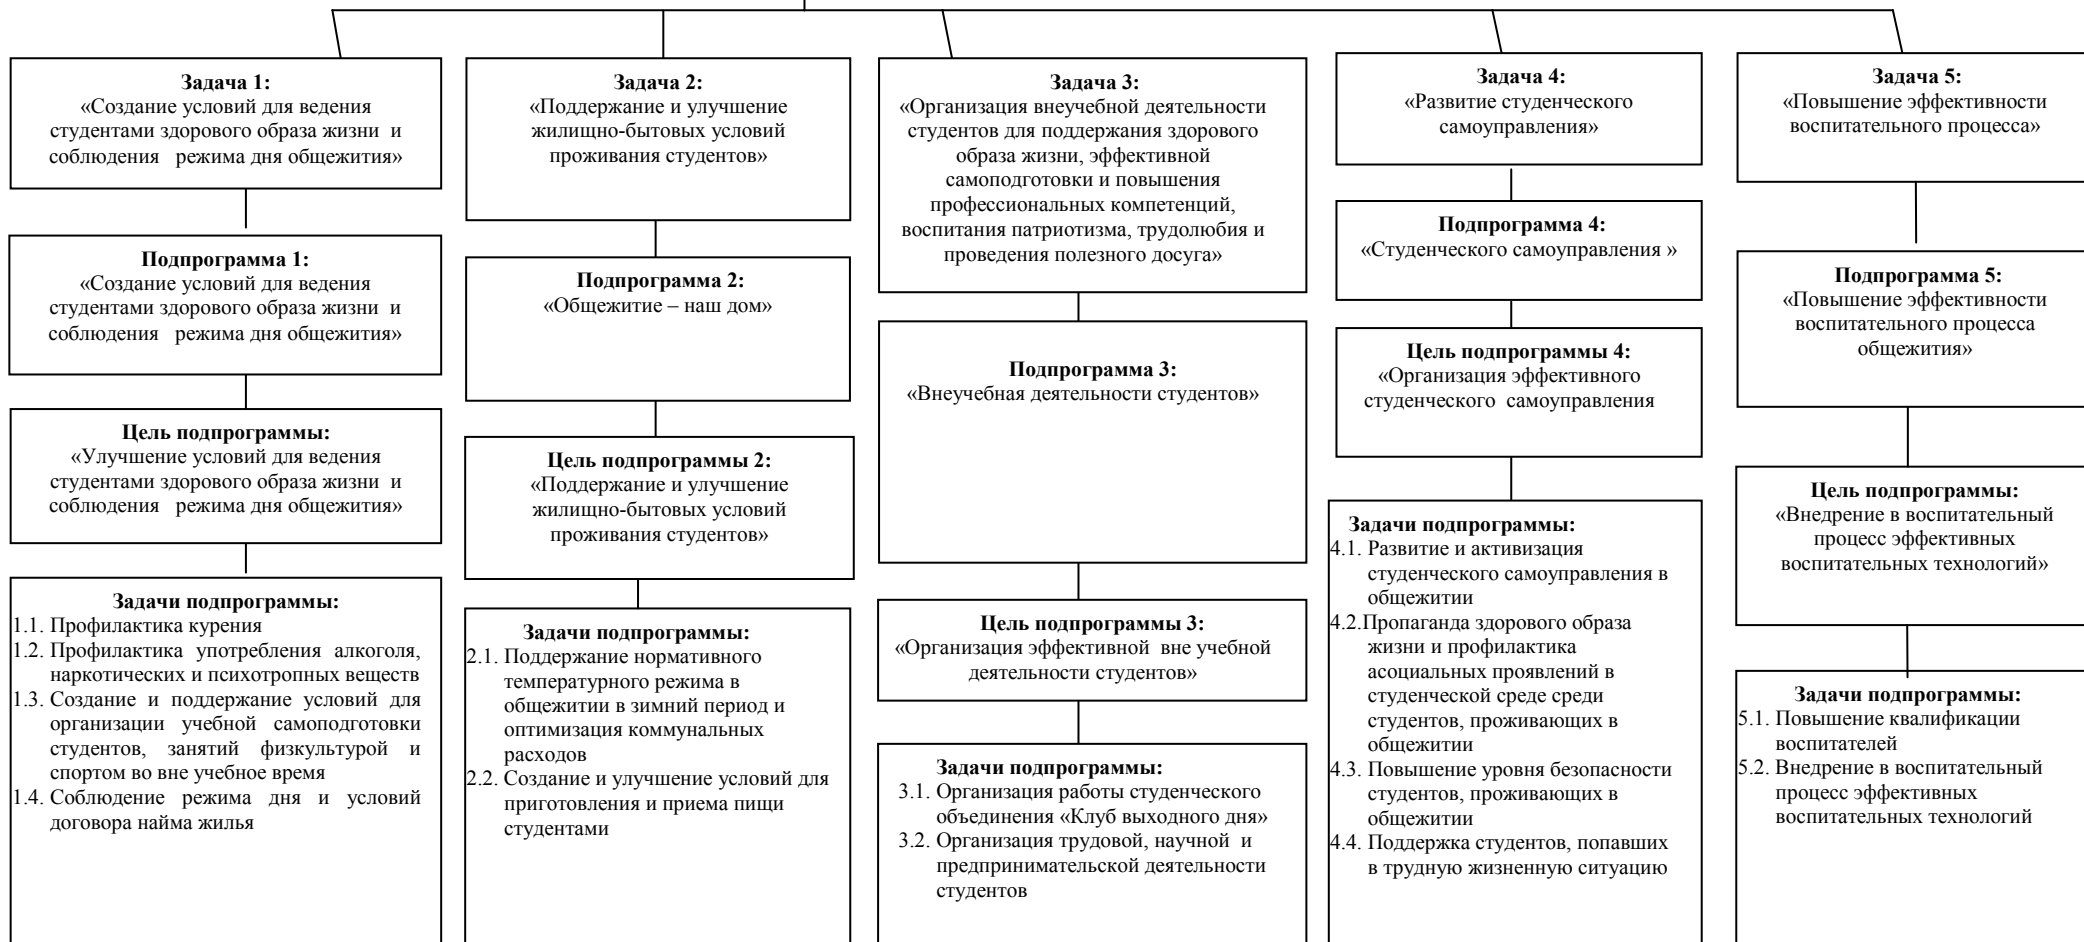 Задача 1:
«Создание условий для ведения
студентами здорового образа жизни и
соблюдения режима дня общежития»
Подпрограмма 1:
«Создание условий для ведения
студентами здорового образа жизни и
соблюдения режима дня общежития»
Цель подпрограммы:
«Улучшение условий для ведения
студентами здорового образа жизни и
соблюдения режима дня общежития»
Задачи подпрограммы:
1.1. Профилактика курения
1.2. Профилактика употребления алкоголя,
наркотических и психотропных веществ
1.3. Создание и поддержание условий для
организации учебной самоподготовки
студентов, занятий физкультурой и
спортом во вне учебное время
1.4. Соблюдение режима дня и условий
договора найма жилья
Задача 2:
«Поддержание и улучшение
жилищно-бытовых условий
проживания студентов»
Подпрограмма 2:
«Общежитие – наш дом»
Цель подпрограммы 2:
«Поддержание и улучшение
жилищно-бытовых условий
проживания студентов»
Задачи подпрограммы:
2.1. Поддержание нормативного
температурного режима в
общежитии в зимний период и
оптимизация коммунальных
расходов
2.2. Создание и улучшение условий для
приготовления и приема пищи
студентами
Задача 3:
«Организация внеучебной деятельности
студентов для поддержания здорового
образа жизни, эффективной
самоподготовки и повышения
профессиональных компетенций,
воспитания патриотизма, трудолюбия и
проведения полезного досуга»
Подпрограмма 3:
«Внеучебная деятельности студентов»
Цель подпрограммы 3:
«Организация эффективной вне учебной
деятельности студентов»
Задачи подпрограммы:
3.1. Организация работы студенческого
объединения «Клуб выходного дня»
3.2. Организация трудовой, научной и
предпринимательской деятельности
студентов
Задача 4:
«Развитие студенческого
самоуправления»
Подпрограмма 4:
«Студенческого самоуправления »
Цель подпрограммы 4:
«Организация эффективного
студенческого самоуправления
Задачи подпрограммы:
4.1. Развитие и активизация
студенческого самоуправления в
общежитии
4.2.Пропаганда здорового образа
жизни и профилактика
асоциальных проявлений в
студенческой среде среди
студентов, проживающих в
общежитии
4.3. Повышение уровня безопасности
студентов, проживающих в
общежитии
4.4. Поддержка студентов, попавших
в трудную жизненную ситуацию
Задача 5:
«Повышение эффективности
воспитательного процесса»
Подпрограмма 5:
«Повышение эффективности
воспитательного процесса
общежития»
Цель подпрограммы:
«Внедрение в воспитательный
процесс эффективных
воспитательных технологий»
Задачи подпрограммы:
5.1. Повышение квалификации
воспитателей
5.2. Внедрение в воспитательный
процесс эффективных
воспитательных технологий